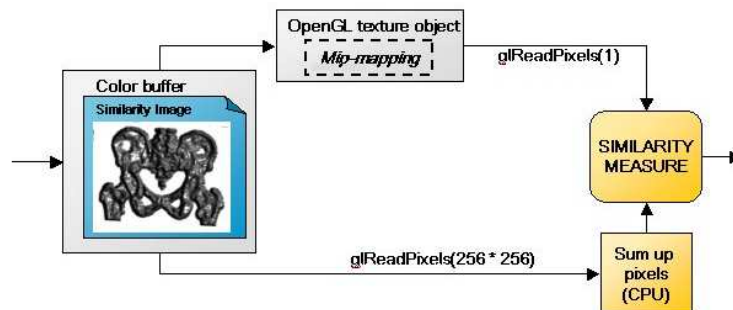 OpenGL texture object
Mip-mapping
glReadPixels(1)
Color buffer
Similarity Image
SIMILARITY
MEASURE
glReadPixels(256 * 256)
Sum up
pixels
(CPU)